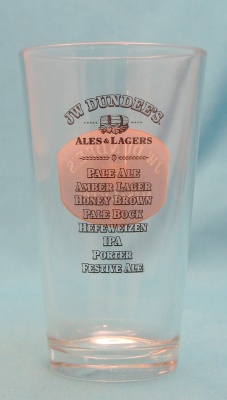 JW DUNDEE'S
ALES & LAGERS
PALE ALE
AMBER LAGER
HONEY BROWN
PALE BOCK
HEFEWEIZEN
IPA
PORTER
FESTIVE ALE